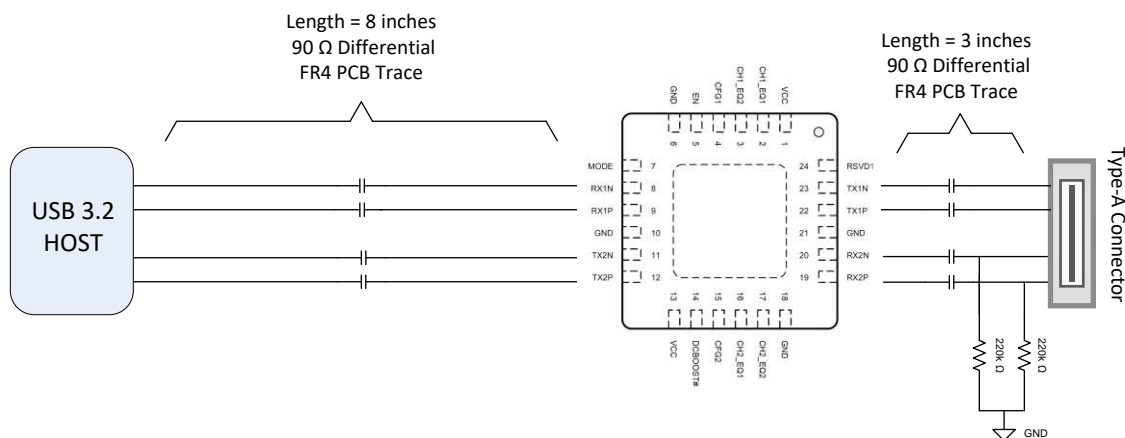 Length = 8 inches
90 Ω Differential
FR4 PCB Trace
Length = 3 inches
90 Ω Differential
FR4 PCB Trace
GND
EN
CFG1
CH1_EQ2
CH1_EQ1
VCC
6
5
4
3
2
1
USB 3.2
HOST
MODE
7
RX1N
8
RX1P
9
GND
10
TX2N
11
TX2P
12
24
RSVD1
23
TX1N
22
TX1P
21
GND
20
RX2N
19
RX2P
13
14
15
16
17
18
VCC
DCBOOST#
CFG2
CH2_EQ1
CH2_EQ2
GND
Type-A Connector
220k Ω
220k Ω
GND